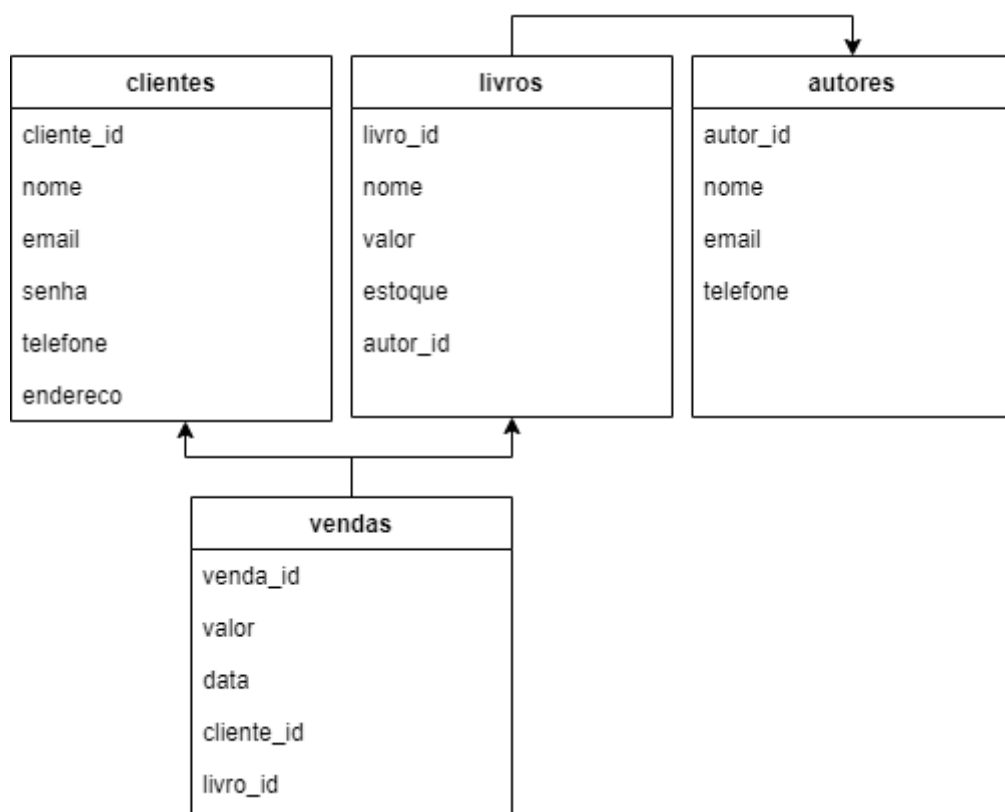 clientes
cliente_id
nome
email
senha
telefone
endereco
livros
livro_id
nome
valor
estoque
autor_id
autores
autor_id
nome
email
telefone
vendas
venda_id
valor
data
cliente_id
livro_id